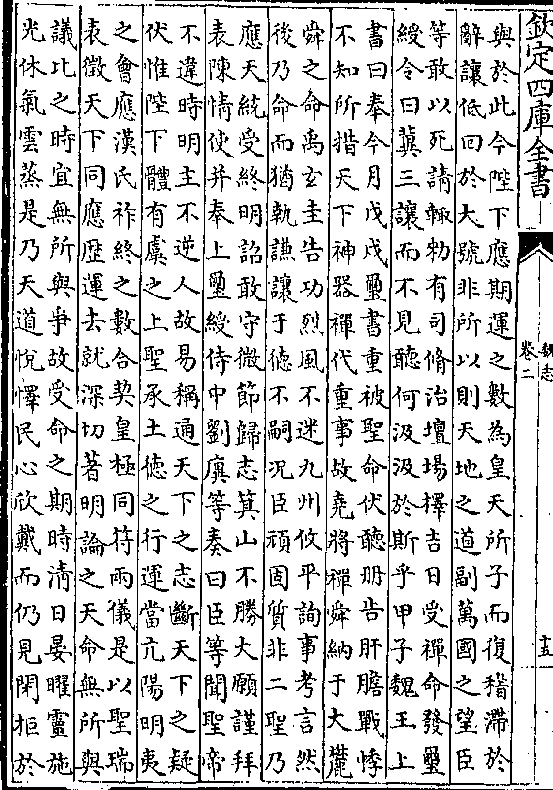 欽定四庫全書
魏志
卷二
十五
與於此今陛下應期運之數為皇天所子而復稽滯於
辭讓低回於大號非所以則天地之道副萬國之望臣
等敢以死請輙勑有司脩治壇塲擇吉日受禪命發璽
綬令曰冀三讓而不見聽何汲汲於斯乎甲子魏王上
書曰奉今月戊戌璽書重被聖命伏聽冊告肝膽戰悸
不知所措天下神器禪代重事故堯將禪舜納于大麓
舜之命禹玄圭告功烈風不迷九州攸平詢事考言然
後乃命而猶執謙讓于德不嗣况臣頑固質非二聖乃
應天統受終明詔敢守微節歸志箕山不勝大願謹拜
表陳情使并奉上璽綬侍中劉廙等奏曰臣等聞聖帝
不違時明主不逆人故易稱通天下之志斷天下之疑
伏惟陛下體有虞之上聖承土德之行運當亢陽明夷
之會應漢氏祚終之數合契皇極同符兩儀是以聖瑞
表徵天下同應歴運去就深切著明論之天命無所與
議比之時宜無所與爭故受命之期時清日晏曜靈施
光休氣雲蒸是乃天道悅懌民心欣戴而仍見閉拒於